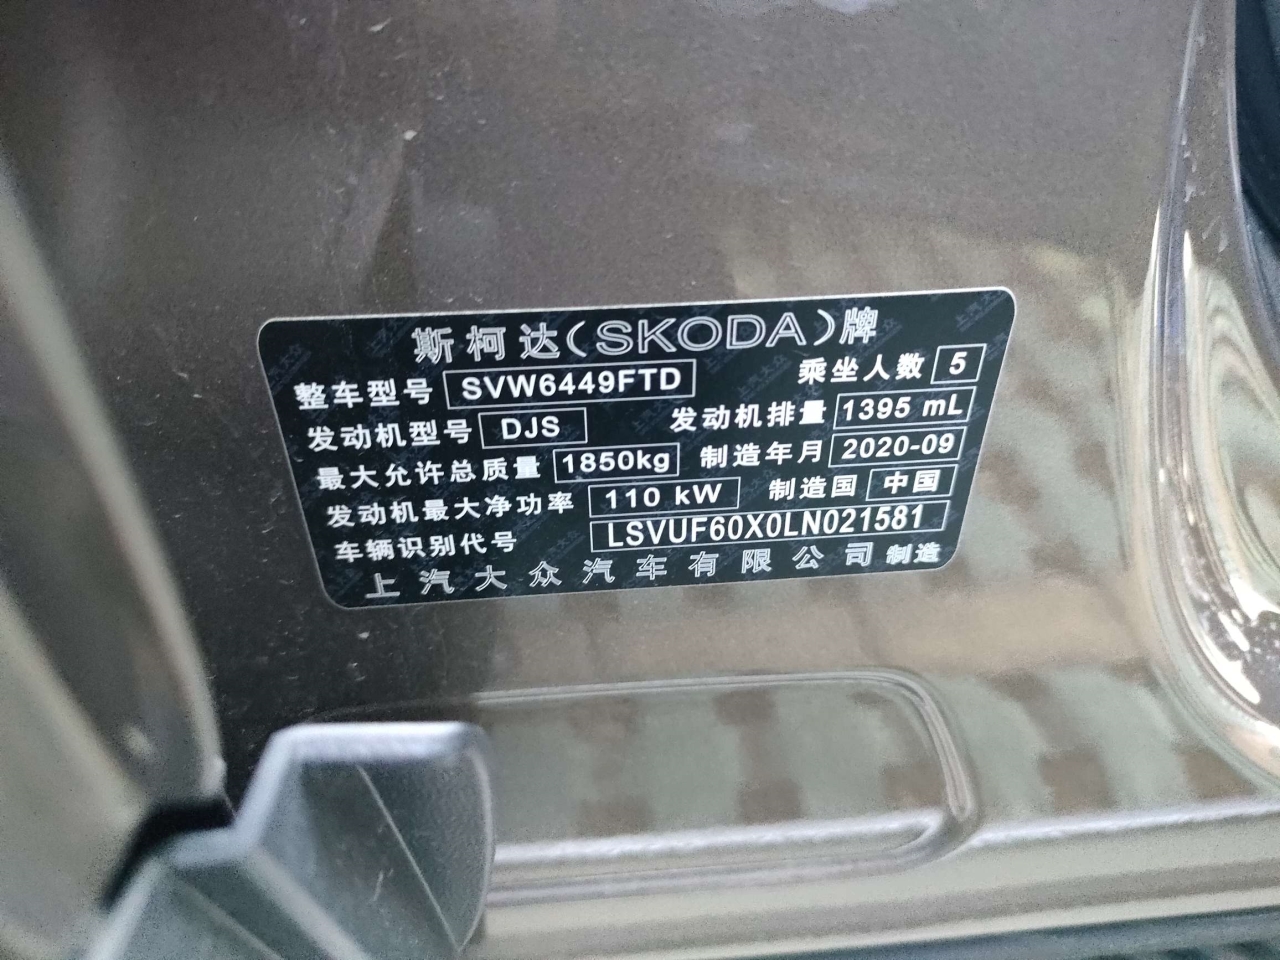 斯柯达(SKODA)牌
整车型号 SVW6449FTD 乘坐人数 5
发动机型号 DJS 发动机排量 1395 mL
最大允许总质量 1850kg 制造年月 2020-09
发动机最大净功率 110 kW 制造国 中国
车辆识别代号 LSVUF60X0LN021581
上汽大众汽车有限公司制造